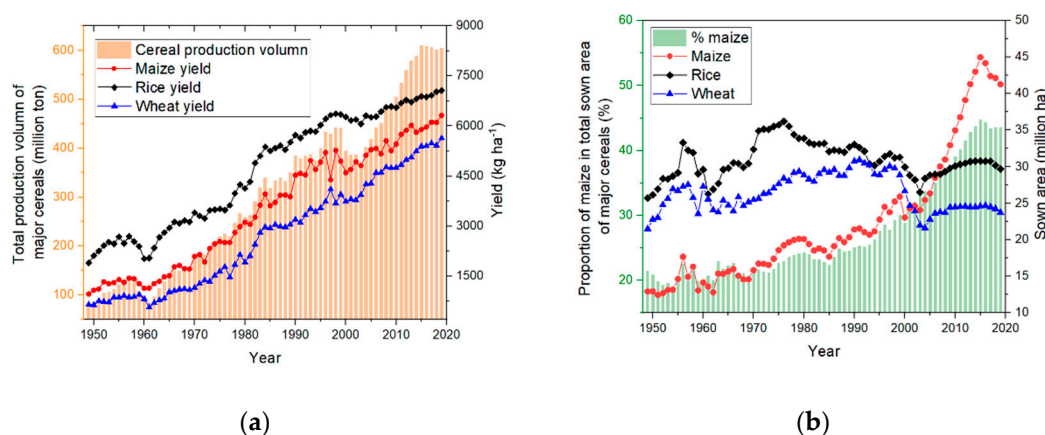 Total production volumn of
major cereals (million ton)
600
500
400
300
200
100
Cereal production volumn
Maize yield
Rice yield
Wheat yield
9000
7500
6000
4500
3000
1500
Yield (kg ha-1)
1950 1960 1970 1980 1990 2000 2010 2020
Year
(a)
Proportion of maize in total sown area
of major cereals (%)
60
50
40
30
20
% maize
Maize
Rice
Wheat
50
45
40
35
30
25
20
15
10
Sown area (million ha)
1950 1960 1970 1980 1990 2000 2010 2020
Year
(b)